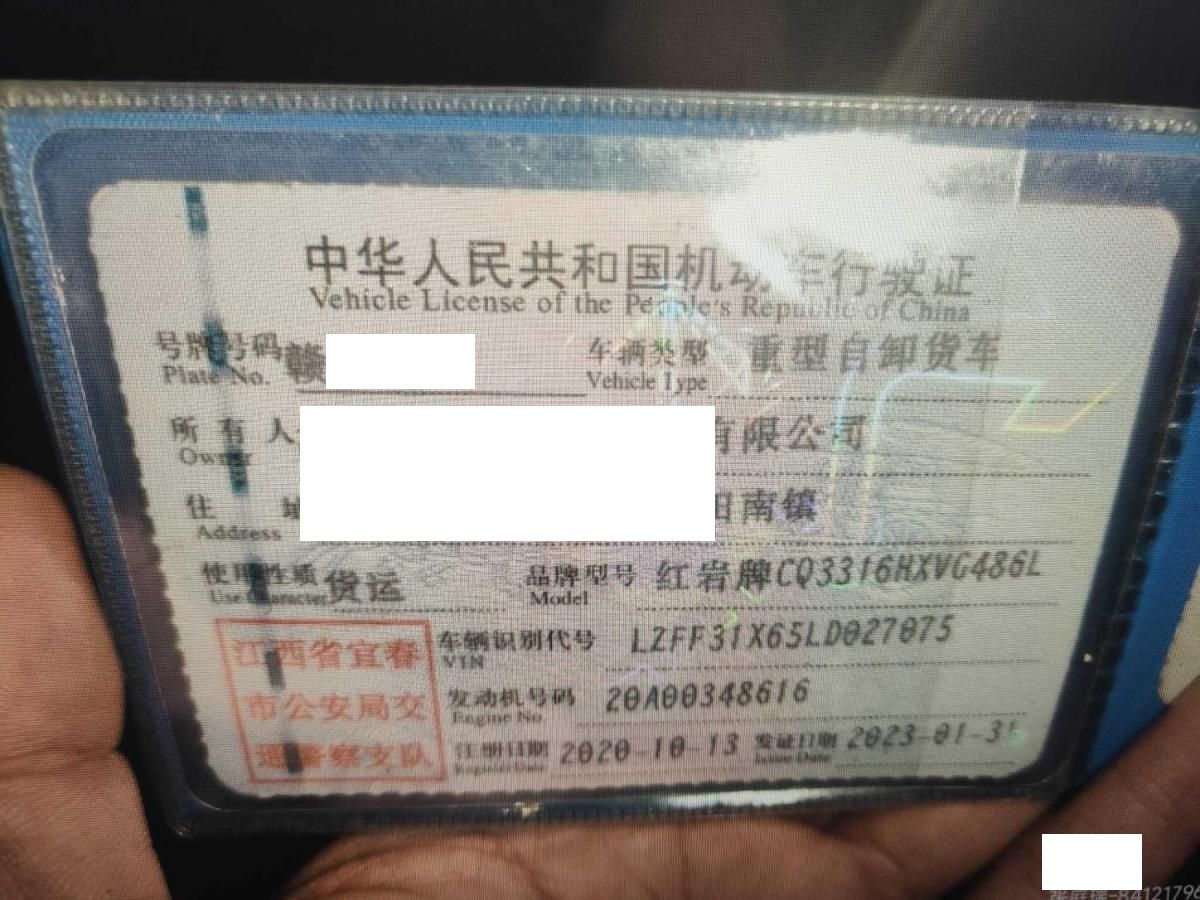 中华人民共和国机动车行驶证
Vehicle License of the People's Republic of China
号牌号码 赣 车辆类型 重型自卸货车
Plate No. Vehicle Type
所有人 有限公司
Owner
住 南镇
Address
使用性质 货运 品牌型号 红岩牌CQ3316HXVG486L
Use Character Model
江西省宜春
市公安局交
通警察支队
车辆识别代号 LZFF31X65LD027075
VIN
发动机号码 20A00348616
Engine No.
注册日期 2020-10-13 发证日期 2023-01-31
Register Date Issue Date
-84121796